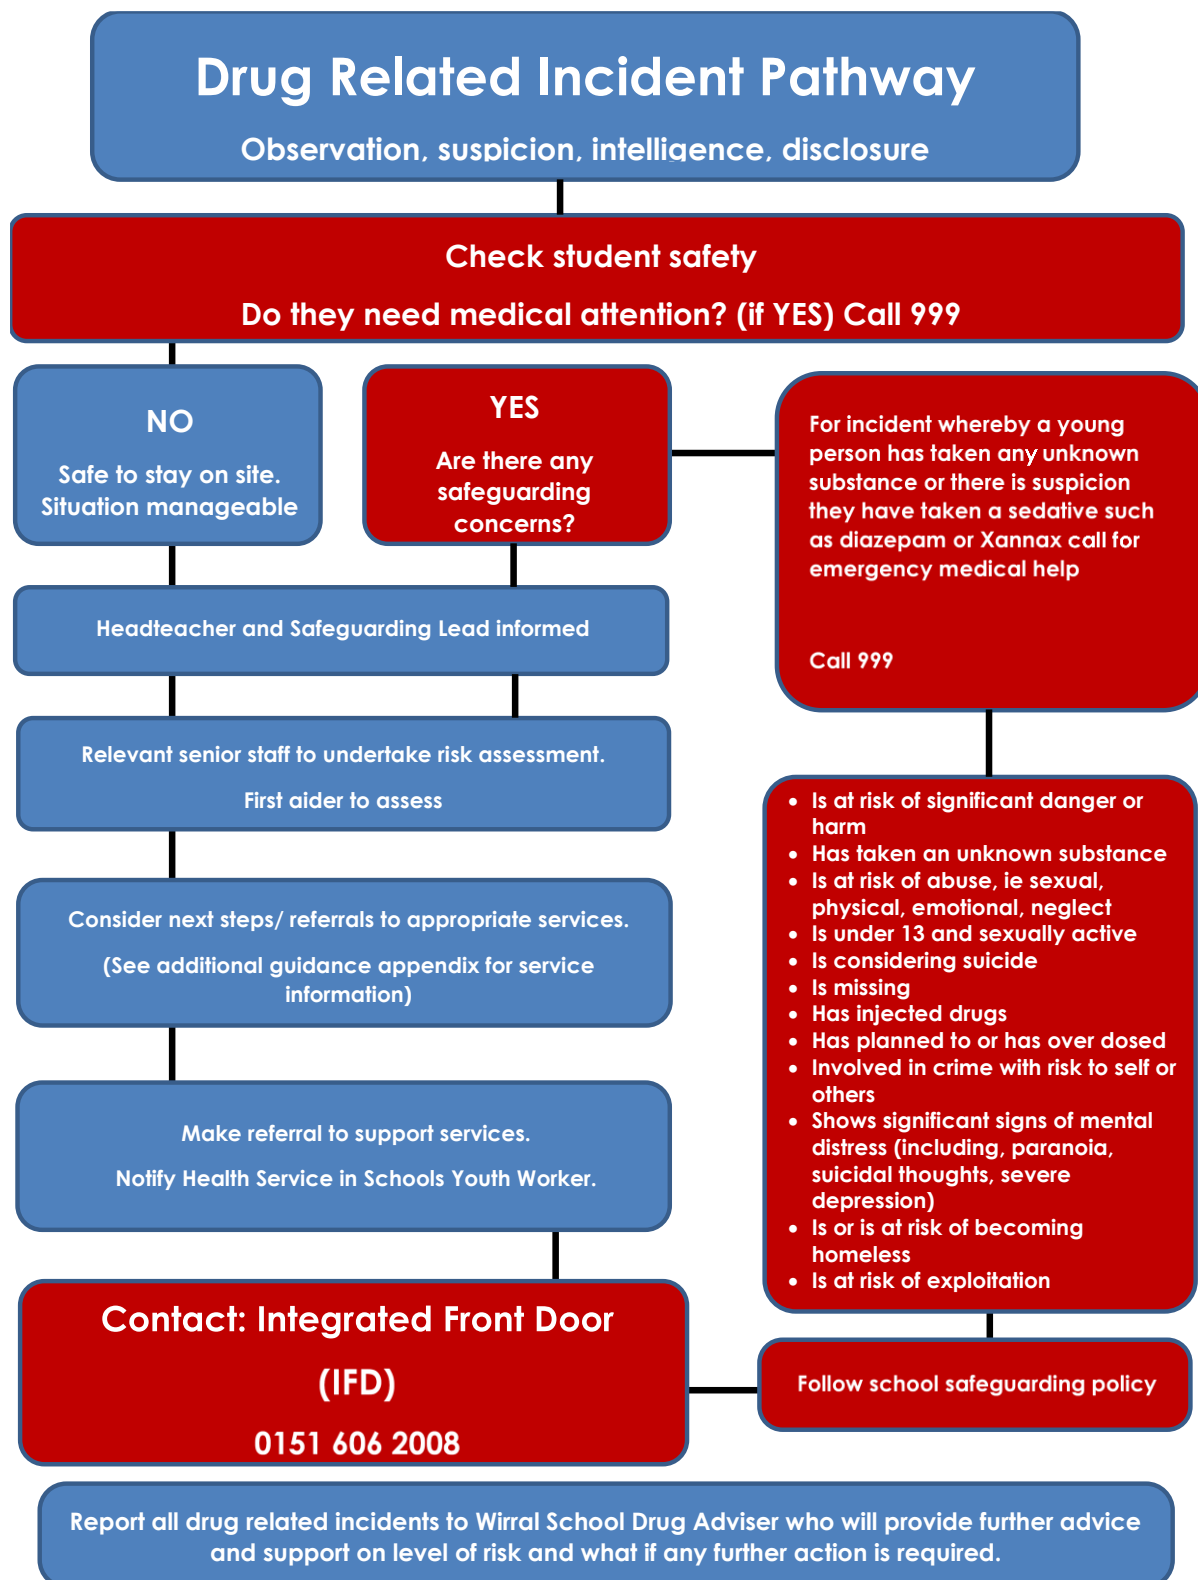 Drug Related Incident Pathway
Observation, suspicion, intelligence, disclosure
Check student safety
Do they need medical attention? (if YES) Call 999
NO
Safe to stay on site.
Situation manageable
YES
Are there any
safeguarding
concerns?
For incident whereby a young
person has taken any unknown
substance or there is suspicion
they have taken a sedative such
as diazepam or Xannax call for
emergency medical help
Call 999
Headteacher and Safeguarding Lead informed
Relevant senior staff to undertake risk assessment.
First aider to assess
Consider next steps/ referrals to appropriate services.
(See additional guidance appendix for service
information)
Make referral to support services.
Notify Health Service in Schools Youth Worker.
• Is at risk of significant danger or
harm
• Has taken an unknown substance
• Is at risk of abuse, ie sexual,
physical, emotional, neglect
• Is under 13 and sexually active
• Is considering suicide
• Is missing
• Has injected drugs
• Has planned to or has over dosed
• Involved in crime with risk to self or
others
• Shows significant signs of mental
distress (including, paranoia,
suicidal thoughts, severe
depression)
• Is or is at risk of becoming
homeless
• Is at risk of exploitation
Contact: Integrated Front Door
(IFD)
0151 606 2008
Follow school safeguarding policy
Report all drug related incidents to Wirral School Drug Adviser who will provide further advice
and support on level of risk and what if any further action is required.